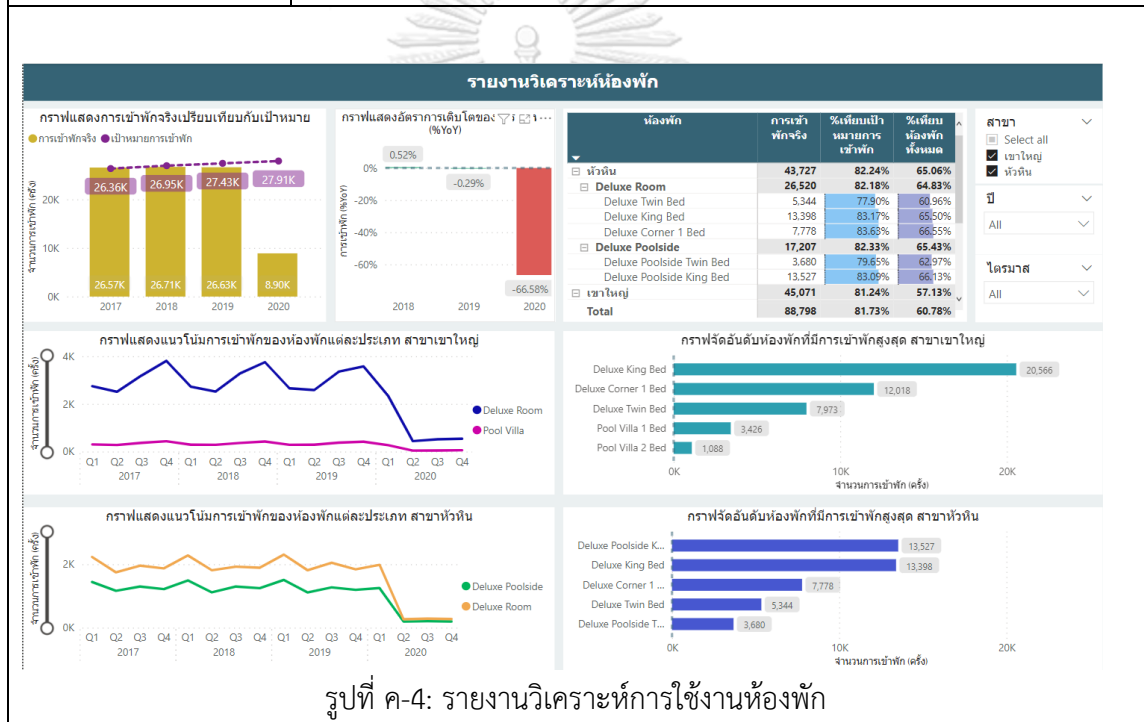 รายงานวิเคราะห์ห้องพัก
กราฟแสดงการเข้าพักจริงเปรียบเทียบกับเป้าหมาย
การเข้าพักจริง เป้าหมายการเข้าพัก
จำนวนการเข้าพัก (ครั้ง)
20K
10K
0K
26.36K 26.95K 27.43K 27.91K
26.57K 26.71K 26.63K 8.90K
2017 2018 2019 2020
กราฟแสดงอัตราการเติบโตของ
(%YoY)
การเข้าพัก (%YoY)
0%
-20%
-40%
-60%
0.52%
-0.29%
-66.58%
2018 2019 2020
ห้องพัก การเข้าพักจริง %เทียบเป้าหมายการเข้าพัก %เทียบห้องพักทั้งหมด
หัวหิน 43,727 82.24% 65.06%
Deluxe Room 26,520 82.18% 64.83%
Deluxe Twin Bed 5,344 77.90% 60.96%
Deluxe King Bed 13,398 83.17% 65.50%
Deluxe Corner 1 Bed 7,778 83.63% 66.55%
Deluxe Poolside 17,207 82.33% 65.43%
Deluxe Poolside Twin Bed 3,680 79.65% 62.97%
Deluxe Poolside King Bed 13,527 83.09% 66.13%
เขาใหญ่ 45,071 81.24% 57.13%
Total 88,798 81.73% 60.78%
สาขา
Select all
เขาใหญ่
หัวหิน
ปี
All
ไตรมาส
All
กราฟแสดงแนวโน้มการเข้าพักของห้องพักแต่ละประเภท สาขาเขาใหญ่
จำนวนการเข้าพัก (ครั้ง)
4K
2K
0K
Q1 Q2 Q3 Q4 Q1 Q2 Q3 Q4 Q1 Q2 Q3 Q4 Q1 Q2 Q3 Q4
2017 2018 2019 2020
Deluxe Room
Pool Villa
กราฟจัดอันดับห้องพักที่มีการเข้าพักสูงสุด สาขาเขาใหญ่
Deluxe King Bed 20,566
Deluxe Corner 1 Bed 12,018
Deluxe Twin Bed 7,973
Pool Villa 1 Bed 3,426
Pool Villa 2 Bed 1,088
0K 10K 20K
จำนวนการเข้าพัก (ครั้ง)
กราฟแสดงแนวโน้มการเข้าพักของห้องพักแต่ละประเภท สาขาหัวหิน
จำนวนการเข้าพัก (ครั้ง)
2K
0K
Q1 Q2 Q3 Q4 Q1 Q2 Q3 Q4 Q1 Q2 Q3 Q4 Q1 Q2 Q3 Q4
2017 2018 2019 2020
Deluxe Poolside
Deluxe Room
กราฟจัดอันดับห้องพักที่มีการเข้าพักสูงสุด สาขาหัวหิน
Deluxe Poolside K... 13,527
Deluxe King Bed 13,398
Deluxe Corner 1 ... 7,778
Deluxe Twin Bed 5,344
Deluxe Poolside T... 3,680
0K 10K 20K
จำนวนการเข้าพัก (ครั้ง)
รูปที่ ค-4: รายงานวิเคราะห์การใช้งานห้องพัก